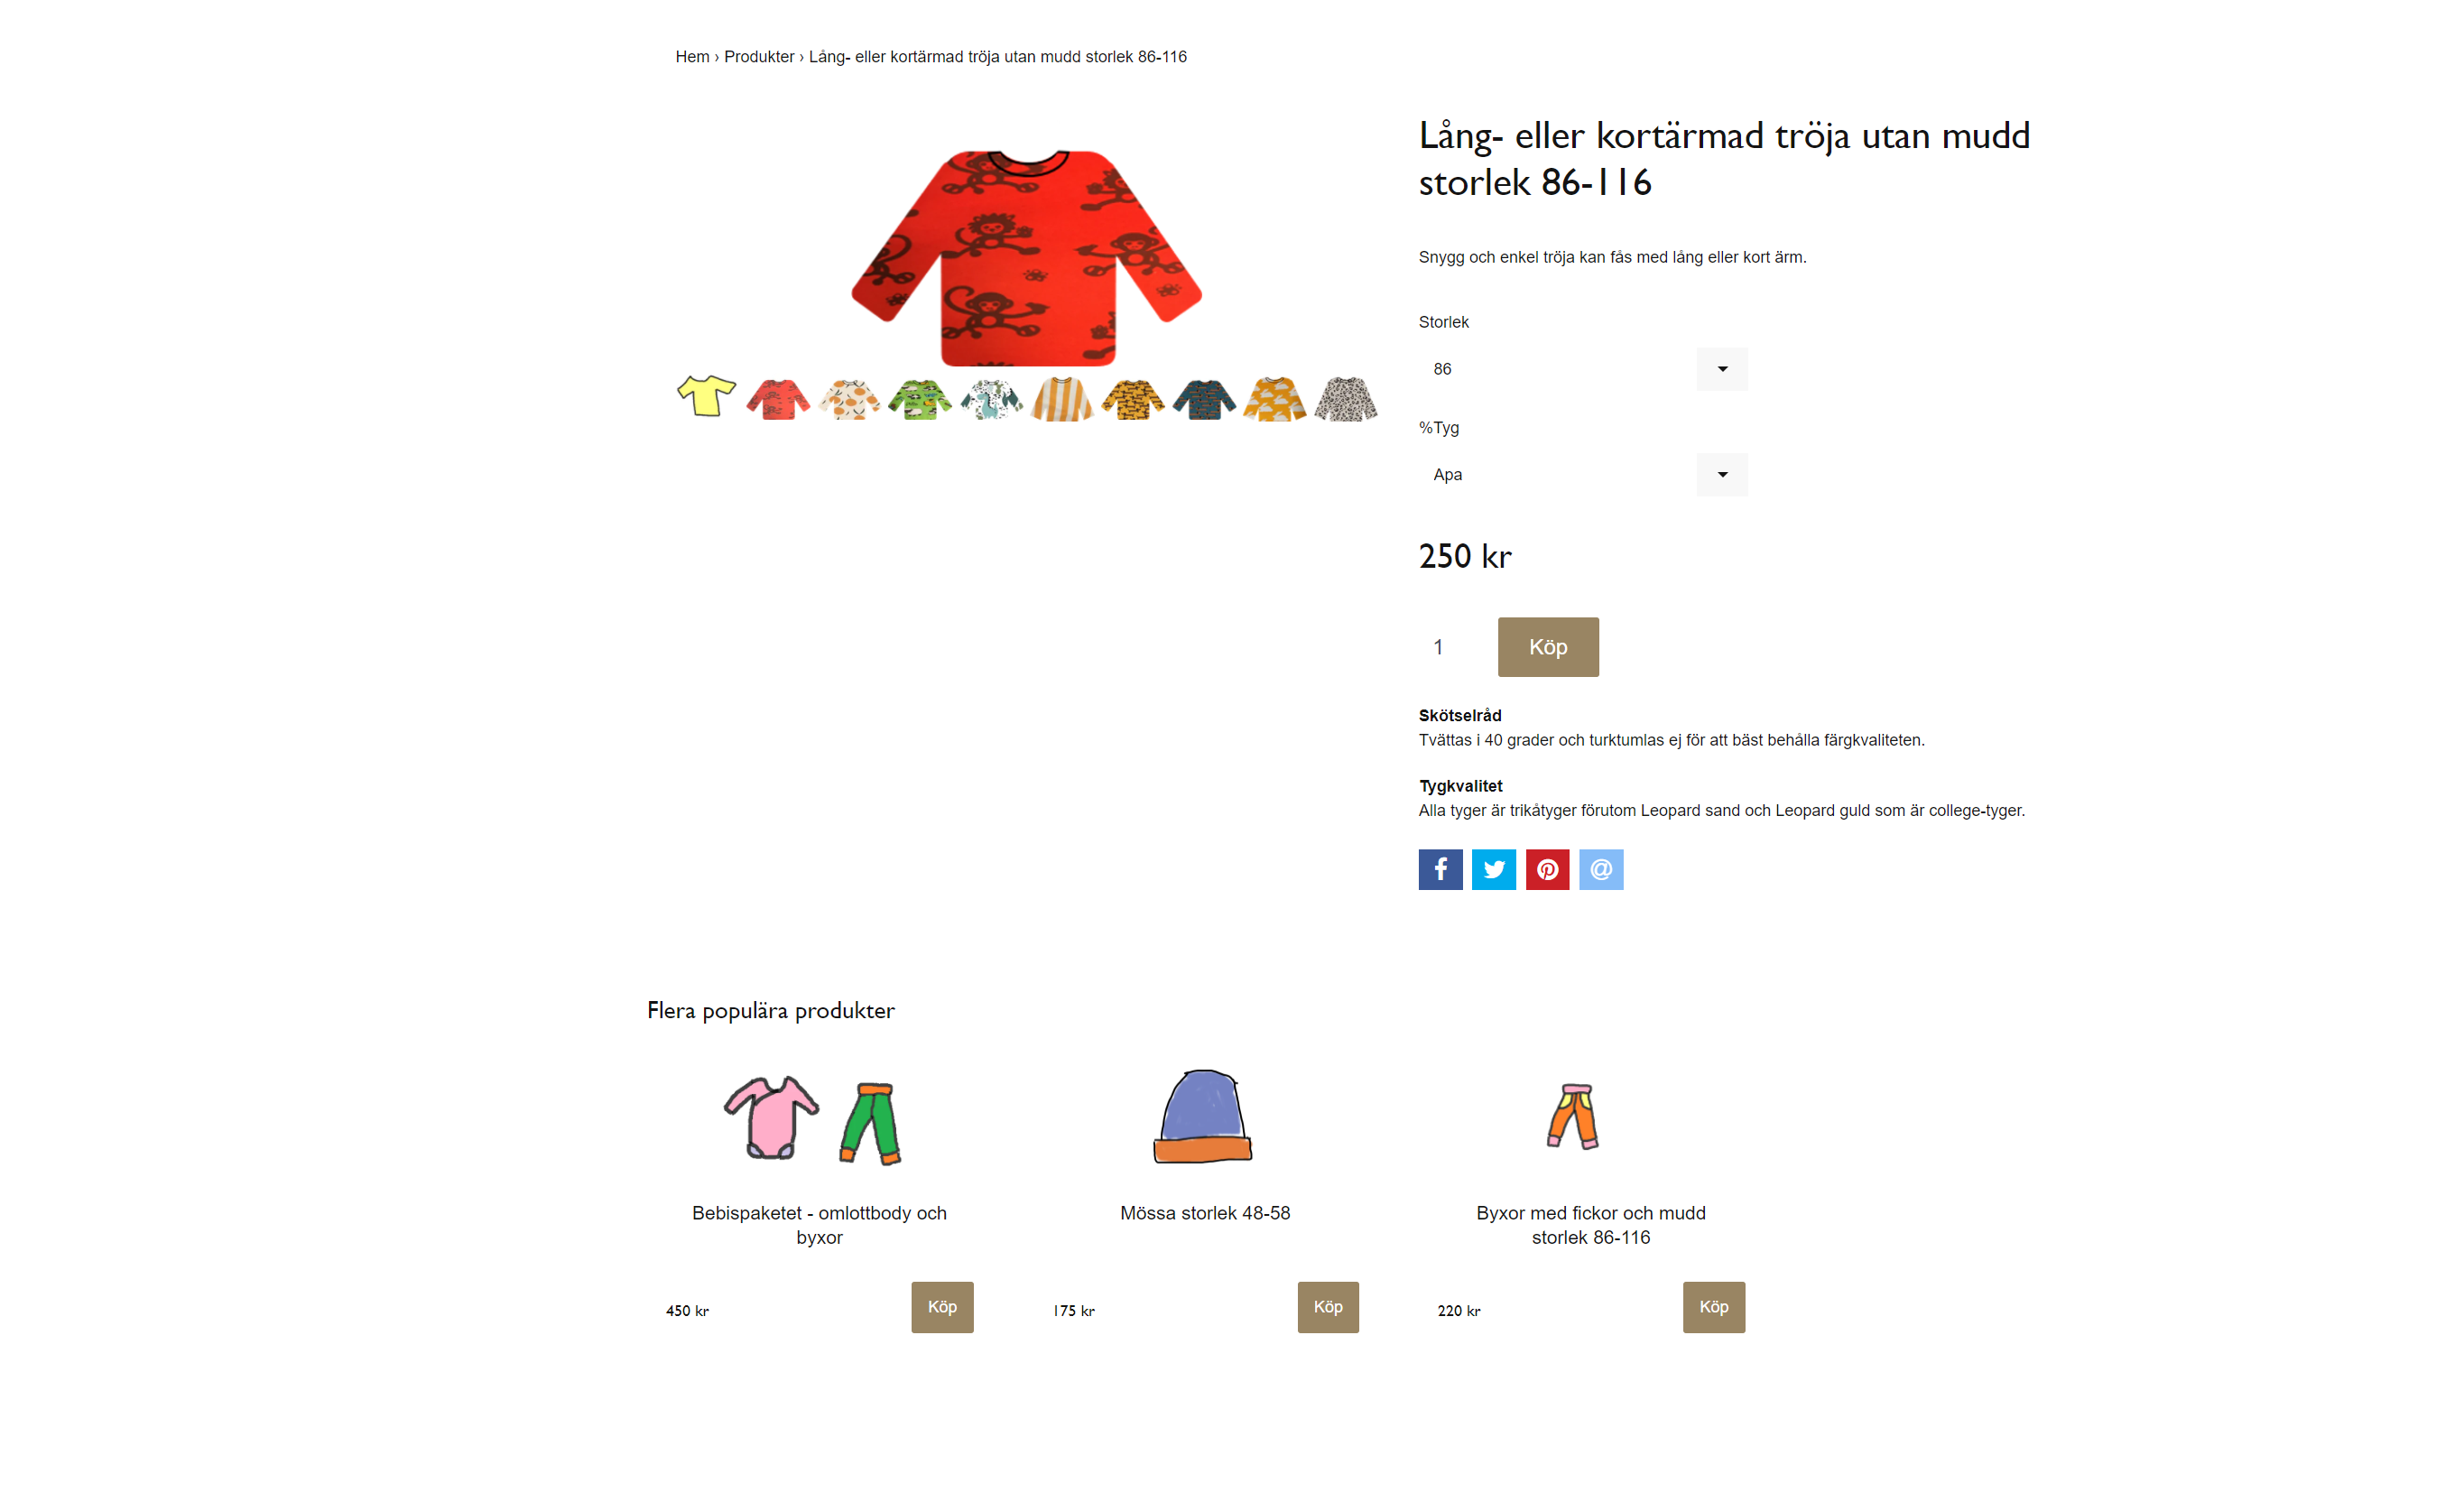 Hem › Produkter › Lång- eller kortärmad tröja utan mudd storlek 86-116
Lång- eller kortärmad tröja utan mudd
storlek 86-116
Snygg och enkel tröja kan fås med lång eller kort ärm.
Storlek
86
%Tyg
Apa
250 kr
1
Köp
Skötselråd
Tvättas i 40 grader och turktumlas ej för att bäst behålla färgkvaliteten.
Tygkvalitet
Alla tyger är trikåtyger förutom Leopard sand och Leopard guld som är college-tyger.
Flera populära produkter
Bebispaketet - omlottbody och
byxor
450 kr
Köp
Mössa storlek 48-58
175 kr
Köp
Byxor med fickor och mudd
storlek 86-116
220 kr
Köp